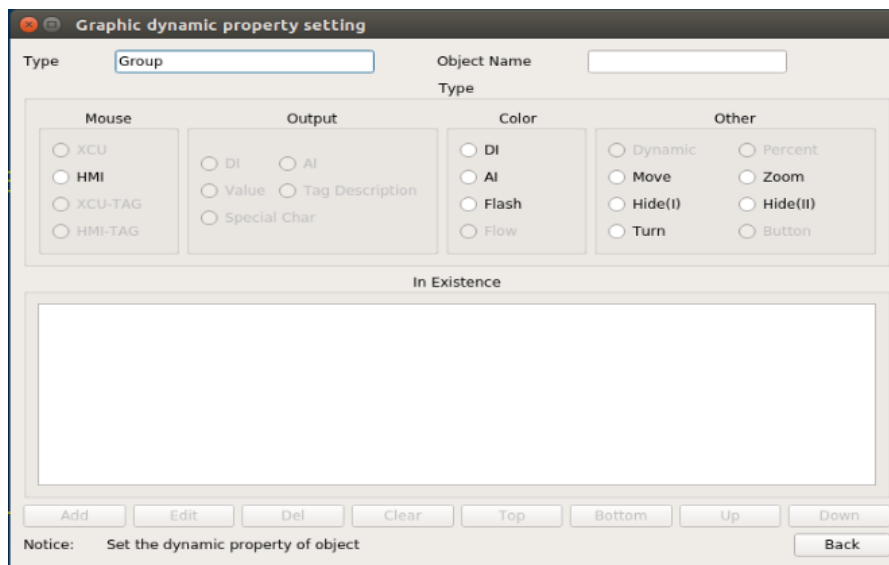 Graphic dynamic property setting
Type Group Object Name
Type
Mouse Output Color Other
XCU DI AI DI Dynamic Percent
HMI Value Tag Description AI Move Zoom
XCU-TAG Special Char Flash Hide(I) Hide(II)
HMI-TAG Flow Turn Button
In Existence
Add Edit Del Clear Top Bottom Up Down
Notice: Set the dynamic property of object Back